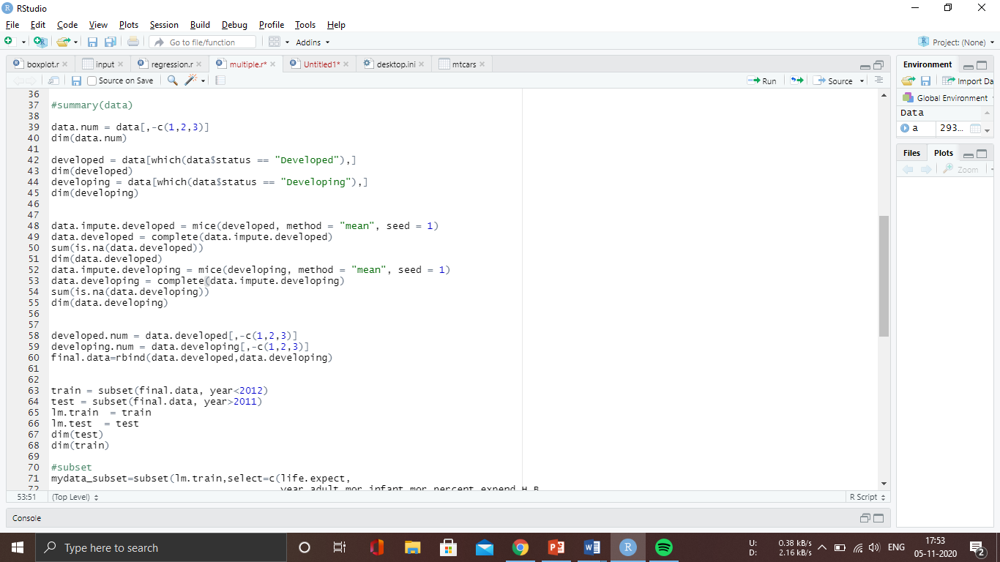 RStudio
File Edit Code View Plots Session Build Debug Profile Tools Help
Go to file/function Addins Project: (None)
boxplot.r input regression.r multiple.r* Untitled1* desktop.ini mtcars
Source on Save Run Source
36
37 #summary(data)
38
39 data.num = data[,-c(1,2,3)]
40 dim(data.num)
41
42 developed = data[which(data$status == "Developed"),]
43 dim(developed)
44 developing = data[which(data$status == "Developing"),]
45 dim(developing)
46
47
48 data.impute.developed = mice(developed, method = "mean", seed = 1)
49 data.developed = complete(data.impute.developed)
50 sum(is.na(data.developed))
51 dim(data.developed)
52 data.impute.developing = mice(developing, method = "mean", seed = 1)
53 data.developing = complete(data.impute.developing)
54 sum(is.na(data.developing))
55 dim(data.developing)
56
57
58 developed.num = data.developed[,-c(1,2,3)]
59 developing.num = data.developing[,-c(1,2,3)]
60 final.data=rbind(data.developed,data.developing)
61
62
63 train = subset(final.data, year<2012)
64 test = subset(final.data, year>2011)
65 lm.train  = train
66 lm.test  = test
67 dim(test)
68 dim(train)
69
70 #subset
71 mydata_subset=subset(lm.train,select=c(life.expect,
72 year,adult_mor,infant_mor,percent_expend,H_B,
53:51 (Top Level) R Script
Console
Environment
Import Da
Global Environment
Data
a 293...
Files Plots
Zoom
Type here to search
U: 0.38 kB/s
D: 2.16 kB/s
ENG
17:53
05-11-2020
2